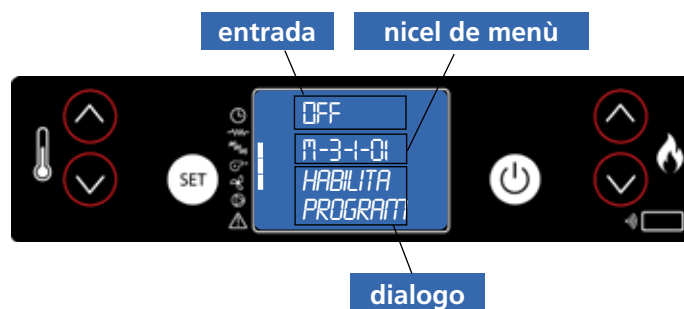 entrada
nicel de menù
OFF
M-3-1-01
HABILITA
PROGRAM
SET
dialogo